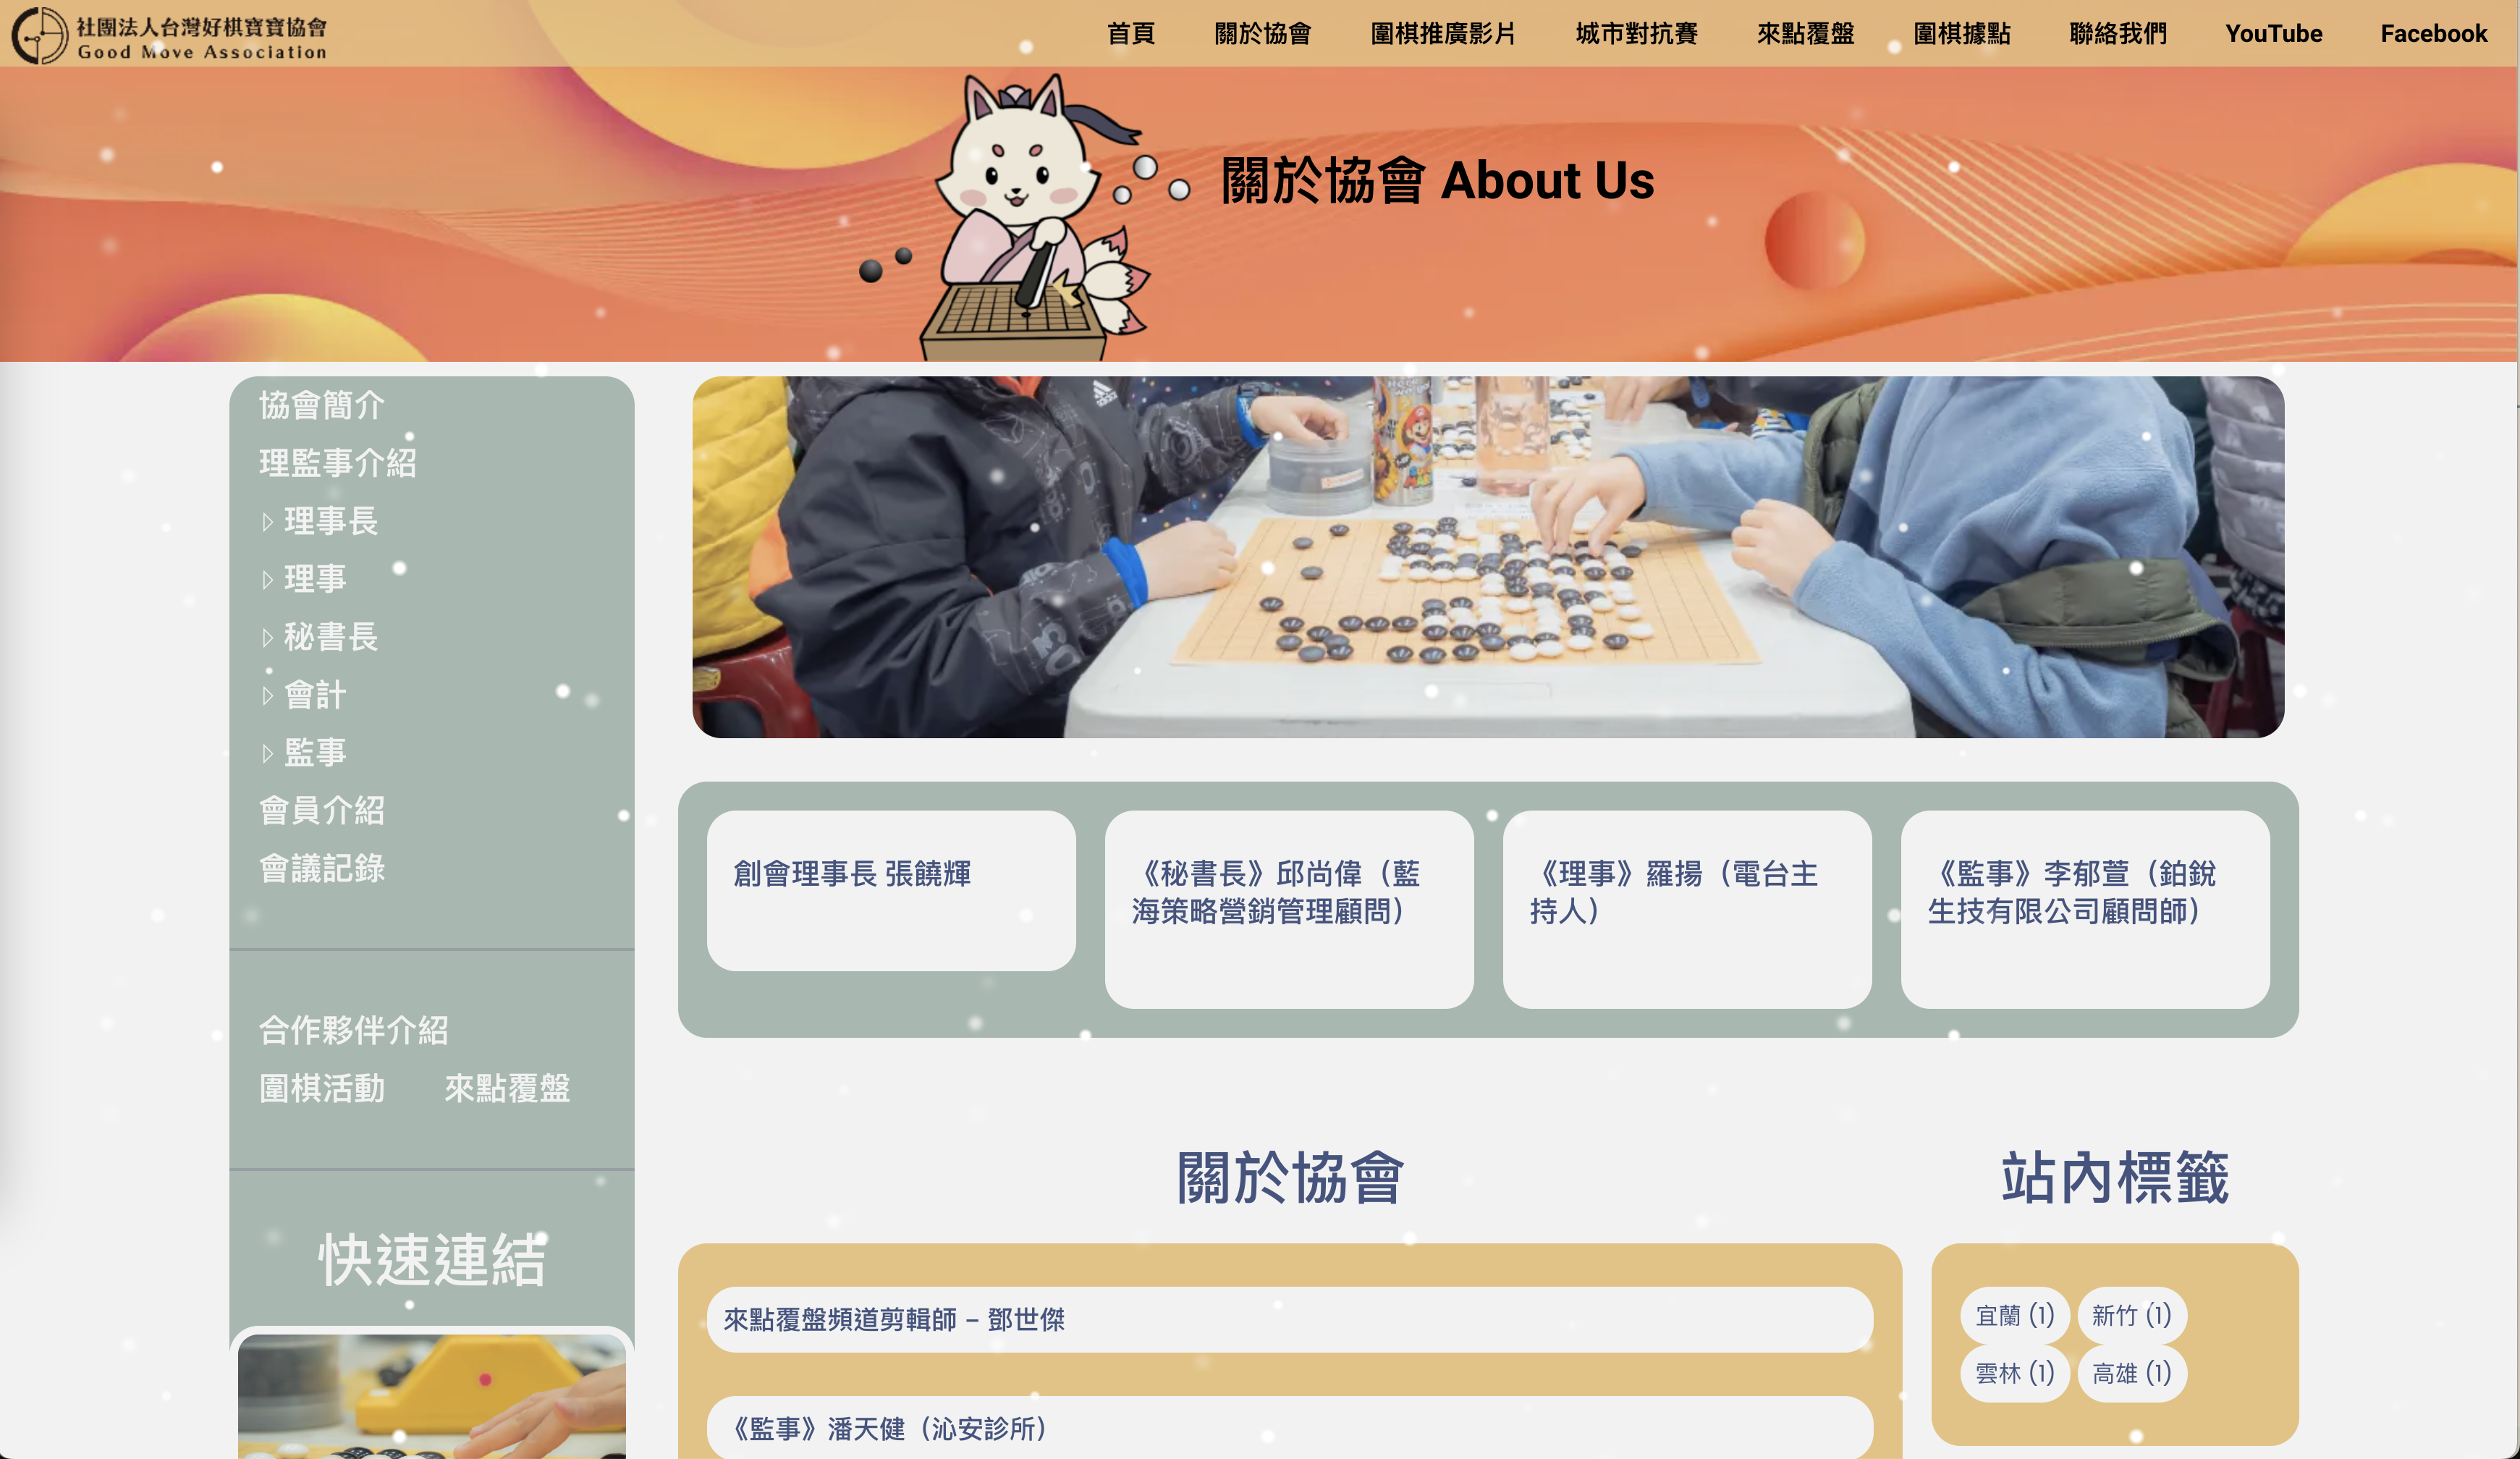 社團法人台灣好棋寶寶協會
Good Move Association
首頁 關於協會 圍棋推廣影片 城市對抗賽 來點覆盤 圍棋據點 聯絡我們 YouTube Facebook
關於協會 About Us
協會簡介
理監事介紹
▷ 理事長
▷ 理事
▷ 秘書長
▷ 會計
▷ 監事
會員介紹
會議記錄
合作夥伴介紹
圍棋活動 來點覆盤
快速連結
adidas
創會理事長 張饒輝
《秘書長》邱尚偉（藍
海策略營銷管理顧問）
《理事》羅揚（電台主
持人）
《監事》李郁萱（鉑銳
生技有限公司顧問師）
關於協會
來點覆盤頻道剪輯師 – 鄧世傑
《監事》潘天健（沁安診所）
站內標籤
宜蘭 (1) 新竹 (1)
雲林 (1) 高雄 (1)